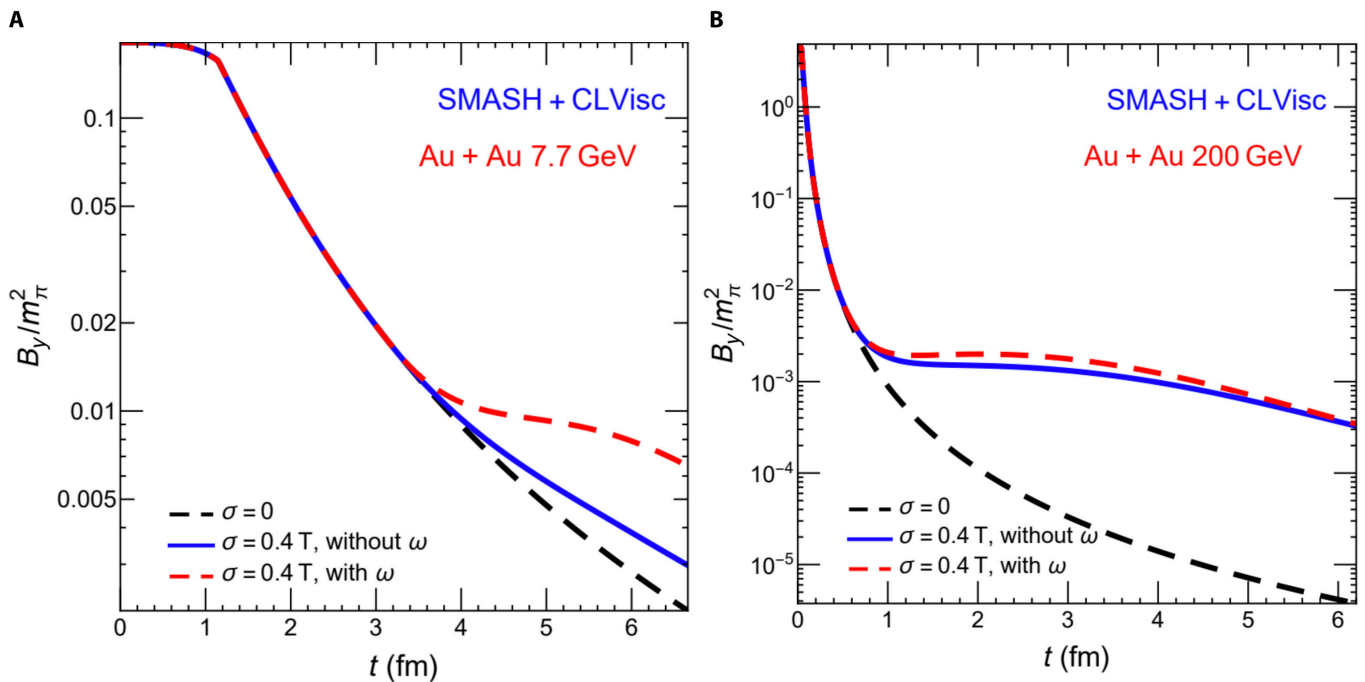 A
B_y/m_π^2
0.1
0.05
0.02
0.01
0.005
SMASH + CLVisc
Au + Au 7.7 GeV
σ = 0
σ = 0.4 T, without ω
σ = 0.4 T, with ω
0 1 2 3 4 5 6
t (fm)
B
B_y/m_π^2
10^0
10^−1
10^−2
10^−3
10^−4
10^−5
SMASH + CLVisc
Au + Au 200 GeV
σ = 0
σ = 0.4 T, without ω
σ = 0.4 T, with ω
0 1 2 3 4 5 6
t (fm)